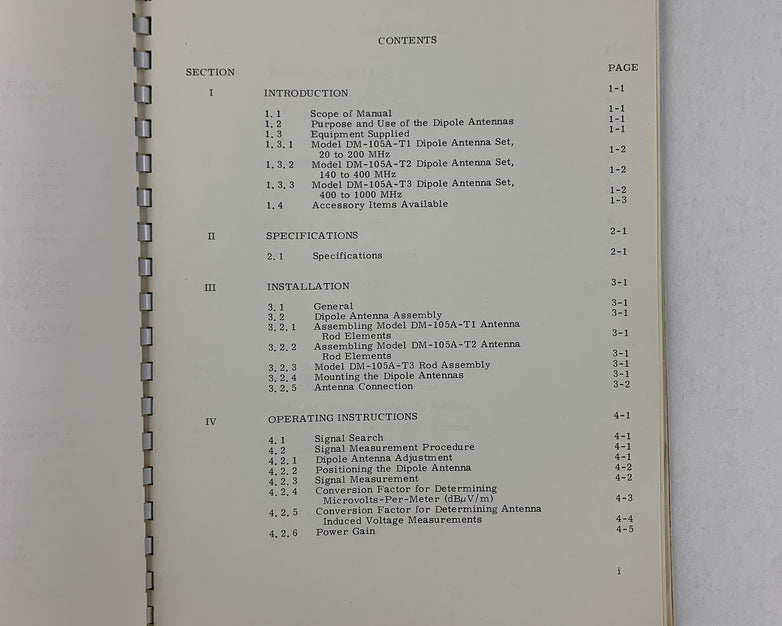 CONTENTS
SECTION PAGE
I INTRODUCTION 1-1
1.1 Scope of Manual 1-1
1.2 Purpose and Use of the Dipole Antennas 1-1
1.3 Equipment Supplied 1-1
1.3.1 Model DM-105A-T1 Dipole Antenna Set,
20 to 200 MHz 1-2
1.3.2 Model DM-105A-T2 Dipole Antenna Set,
140 to 400 MHz 1-2
1.3.3 Model DM-105A-T3 Dipole Antenna Set,
400 to 1000 MHz 1-2
1.4 Accessory Items Available 1-3
II SPECIFICATIONS 2-1
2.1 Specifications 2-1
III INSTALLATION 3-1
3.1 General 3-1
3.2 Dipole Antenna Assembly 3-1
3.2.1 Assembling Model DM-105A-T1 Antenna
Rod Elements 3-1
3.2.2 Assembling Model DM-105A-T2 Antenna
Rod Elements 3-1
3.2.3 Model DM-105A-T3 Rod Assembly 3-1
3.2.4 Mounting the Dipole Antennas 3-1
3.2.5 Antenna Connection 3-2
IV OPERATING INSTRUCTIONS 4-1
4.1 Signal Search 4-1
4.2 Signal Measurement Procedure 4-1
4.2.1 Dipole Antenna Adjustment 4-1
4.2.2 Positioning the Dipole Antenna 4-2
4.2.3 Signal Measurement 4-2
4.2.4 Conversion Factor for Determining
Microvolts-Per-Meter (dBµV/m) 4-3
4.2.5 Conversion Factor for Determining Antenna
Induced Voltage Measurements 4-4
4.2.6 Power Gain 4-5
i